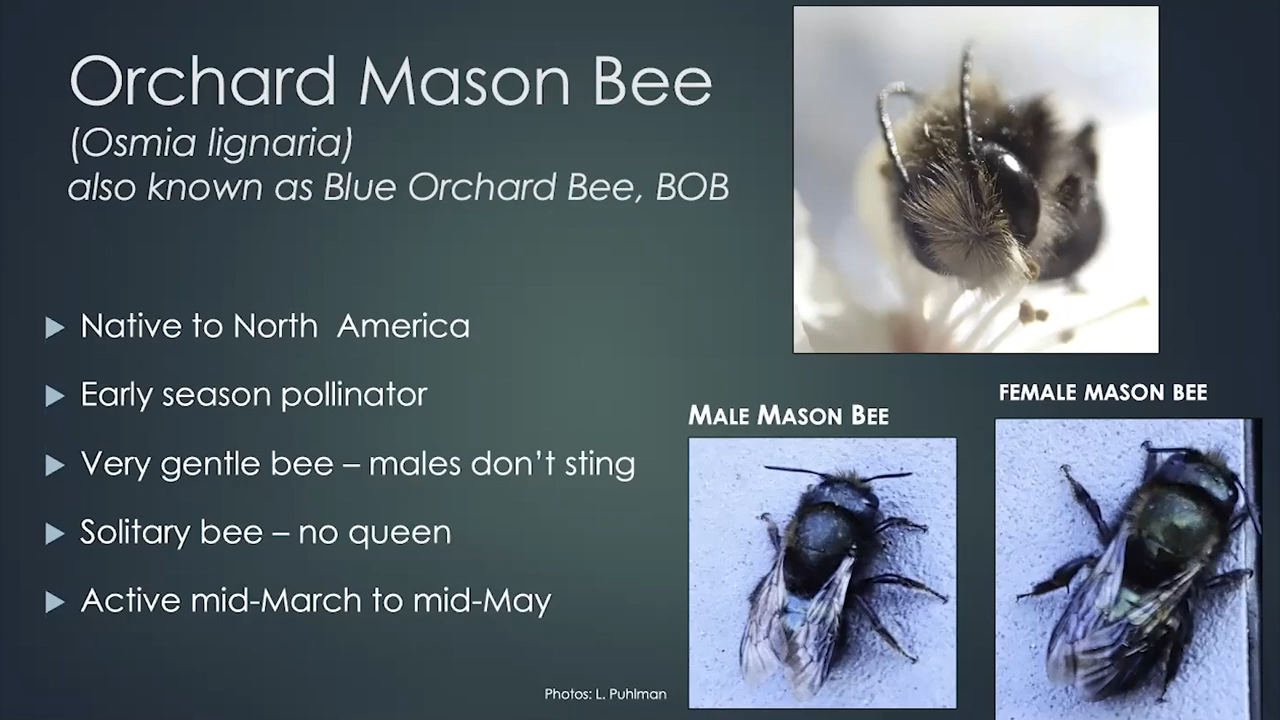 Orchard Mason Bee
(Osmia lignaria)
also known as Blue Orchard Bee, BOB
Native to North  America
Early season pollinator
Very gentle bee – males don’t sting
Solitary bee – no queen
Active mid-March to mid-May
MALE MASON BEE
FEMALE MASON BEE
Photos: L. Puhlman